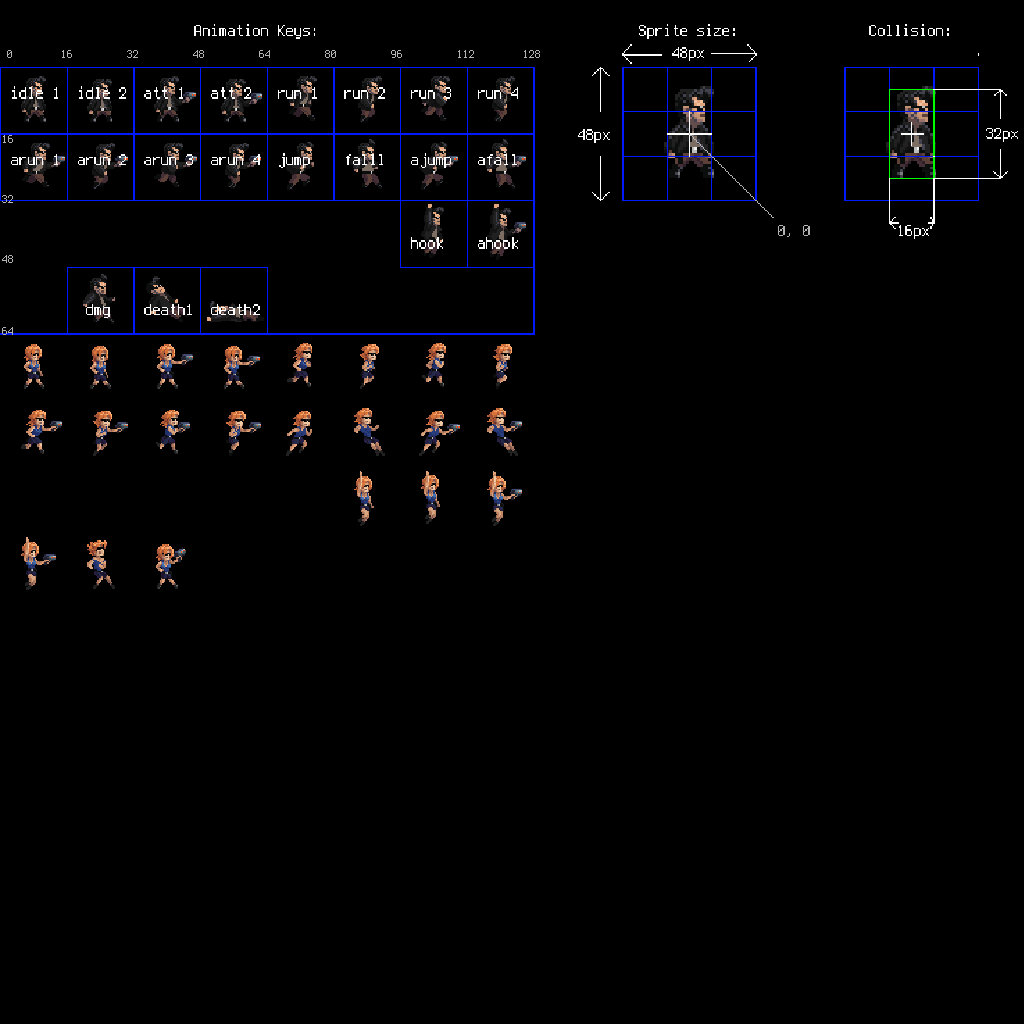 Animation Keys: Sprite size: Collision:
0 16 32 48 64 80 96 112 128
48px
idle 1 idle 2 att 1 att 2 run 1 run 2 run 3 run 4
48px 32px
16
arun 1 arun 2 arun 3 arun 4 jump falll ajump afall
32
0, 0 16px
hook ahook
48
dmg death1 death2
64